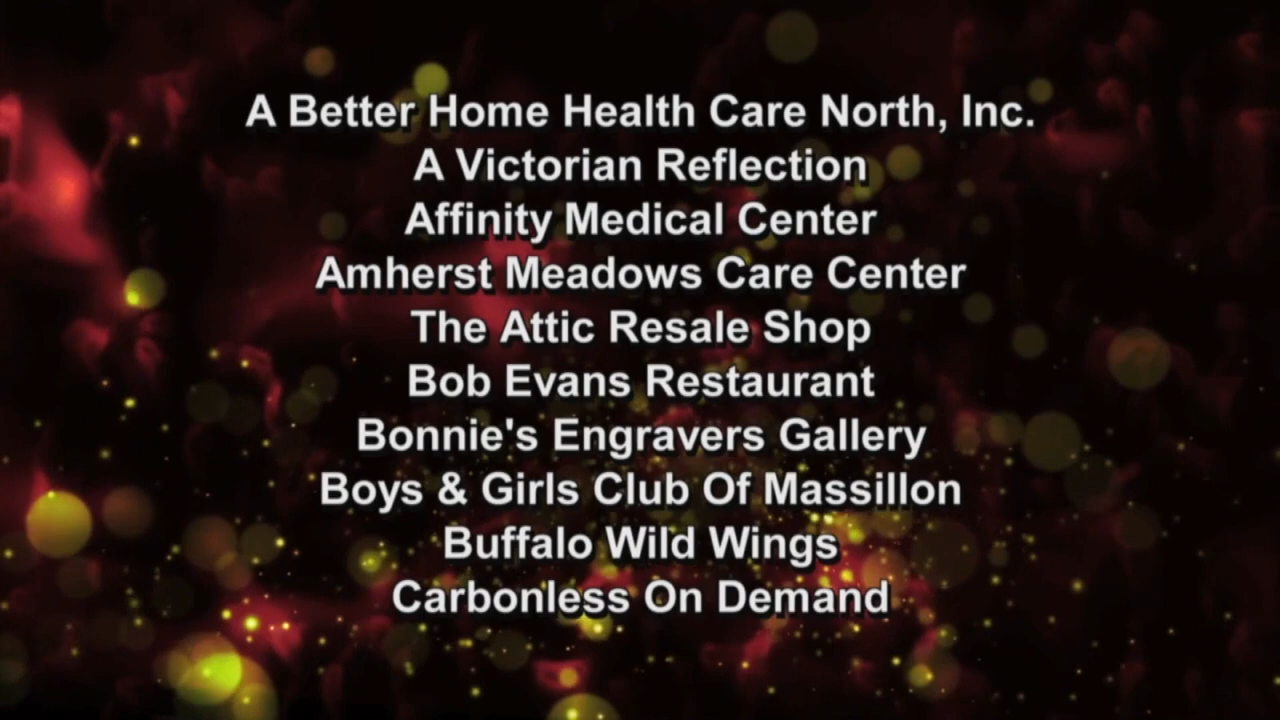 A Better Home Health Care North, Inc.
A Victorian Reflection
Affinity Medical Center
Amherst Meadows Care Center
The Attic Resale Shop
Bob Evans Restaurant
Bonnie's Engravers Gallery
Boys & Girls Club Of Massillon
Buffalo Wild Wings
Carbonless On Demand